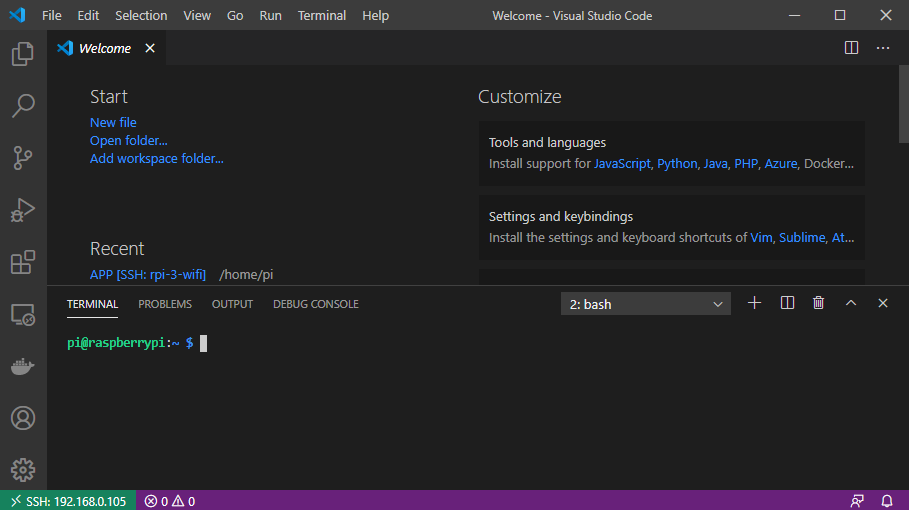 File Edit Selection View Go Run Terminal Help Welcome - Visual Studio Code
Welcome
Start
New file
Open folder...
Add workspace folder...
Recent
APP [SSH: rpi-3-wifi] /home/pi
Customize
Tools and languages
Install support for JavaScript, Python, Java, PHP, Azure, Docker...
Settings and keybindings
Install the settings and keyboard shortcuts of Vim, Sublime, At...
TERMINAL PROBLEMS OUTPUT DEBUG CONSOLE 2: bash
pi@raspberrypi:~ $
SSH: 192.168.0.105 0 0